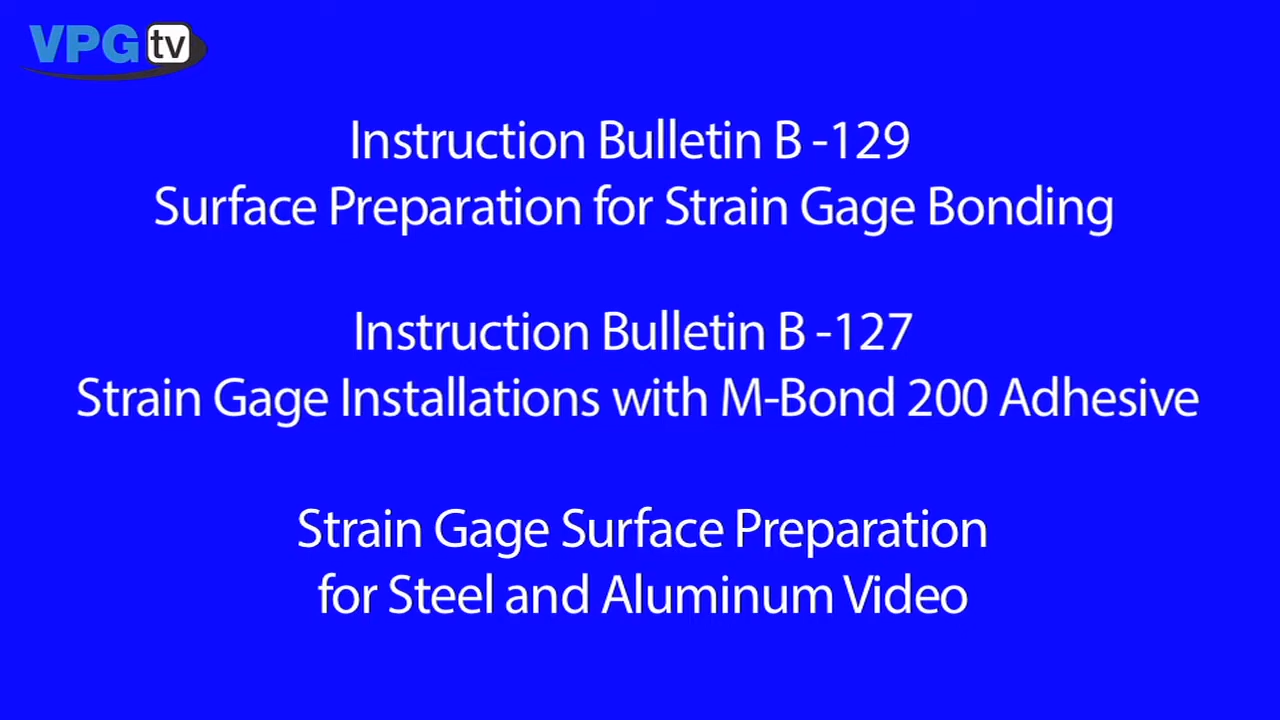 VPG tv
Instruction Bulletin B -129
Surface Preparation for Strain Gage Bonding
Instruction Bulletin B -127
Strain Gage Installations with M-Bond 200 Adhesive
Strain Gage Surface Preparation
for Steel and Aluminum Video